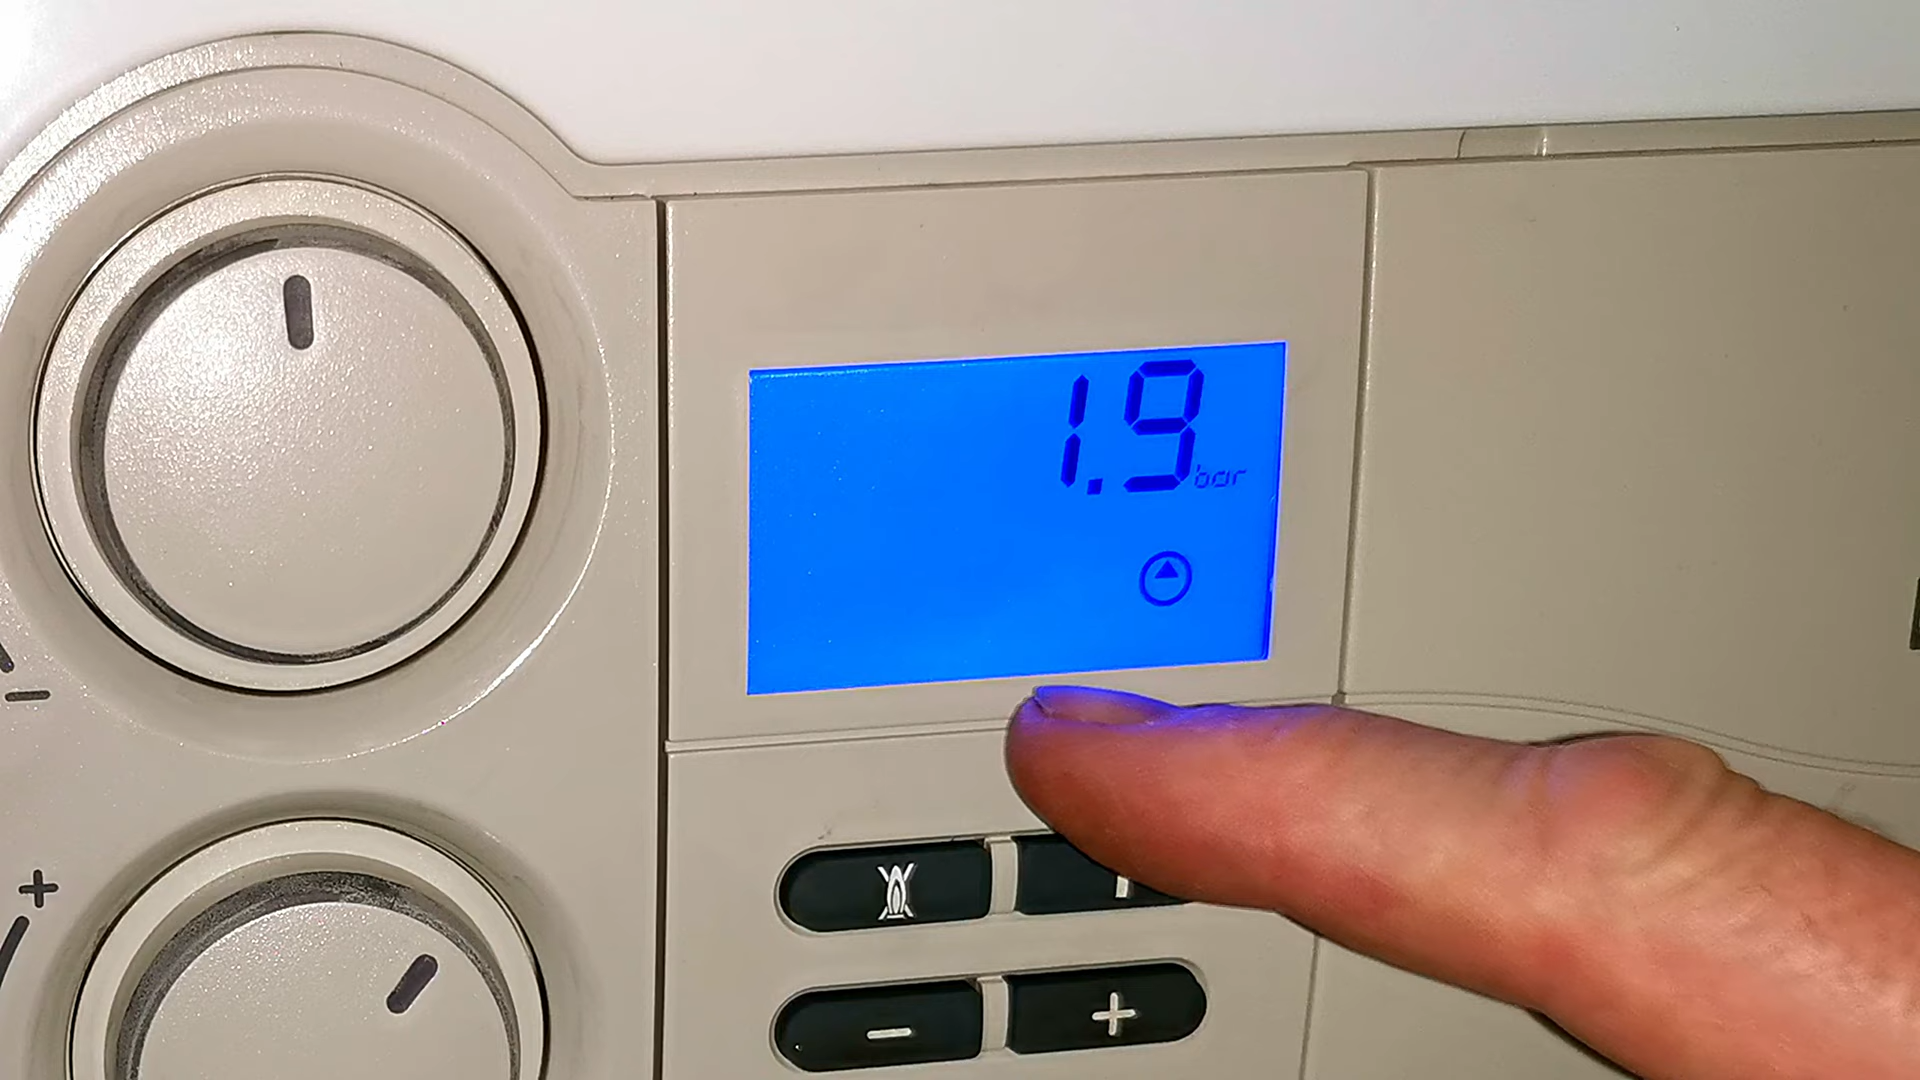 1.9 bar
−
+
− +